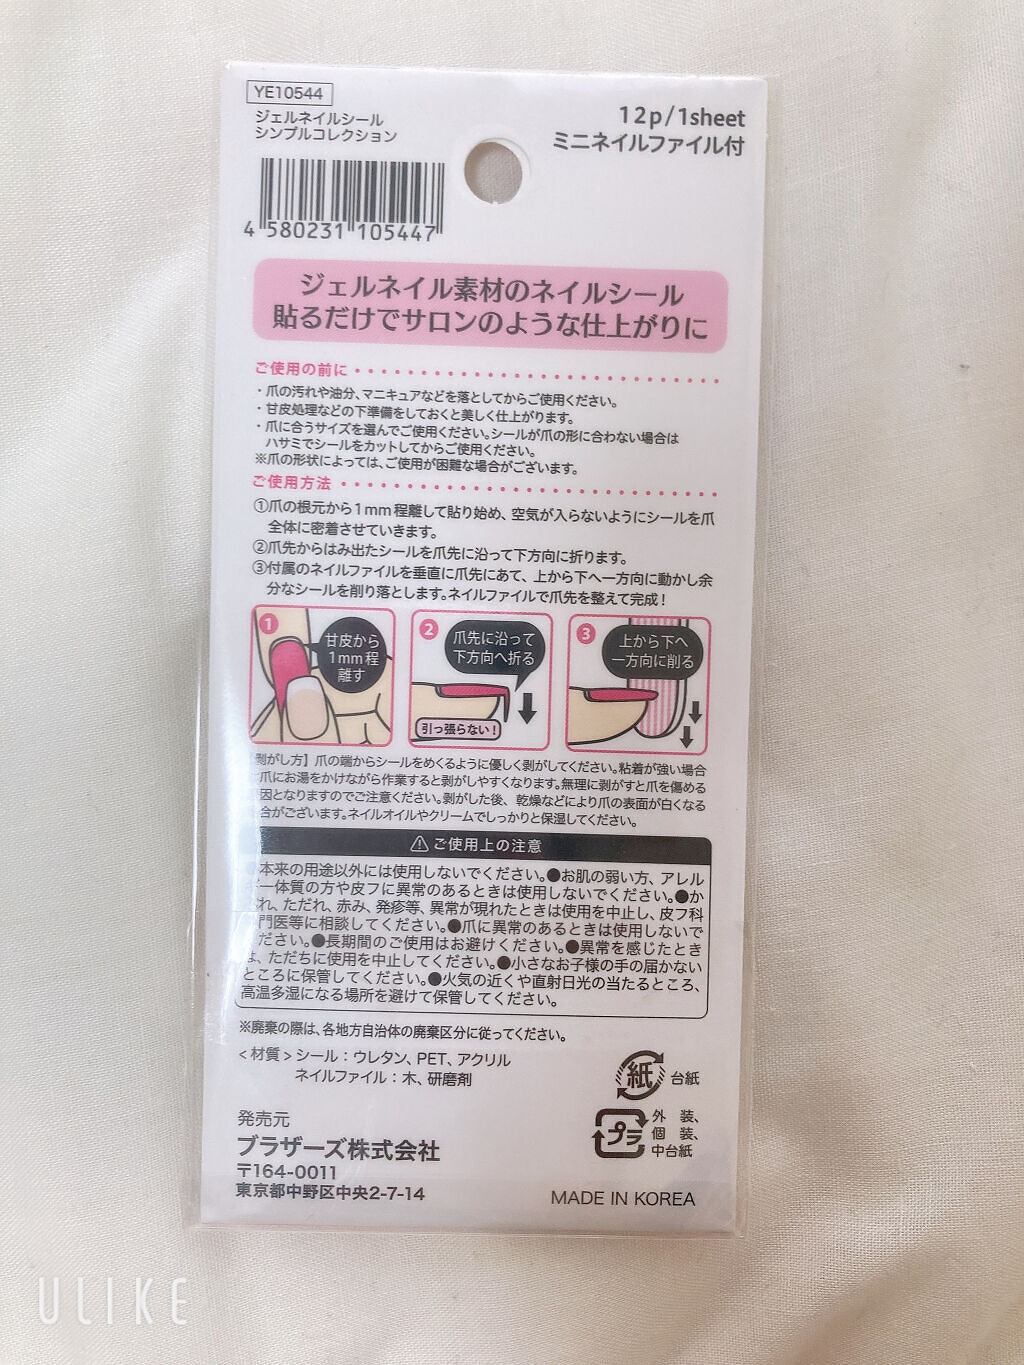 YE10544
ジェルネイルシール
シンプルコレクション
12p/1sheet
ミニネイルファイル付
4 580231 105447
ジェルネイル素材のネイルシール
貼るだけでサロンのような仕上がりに
ご使用の前に
・爪の汚れや油分、マニキュアなどを落としてからご使用ください。
・甘皮処理などの下準備をしておくと美しく仕上がります。
・爪に合うサイズを選んでご使用ください。シールが爪の形に合わない場合は
ハサミでシールをカットしてからご使用ください。
※爪の形状によっては、ご使用が困難な場合がございます。
ご使用方法
①爪の根元から1mm程離して貼り始め、空気が入らないようにシールを爪
全体に密着させていきます。
②爪先からはみ出たシールを爪先に沿って下方向に折ります。
③付属のネイルファイルを垂直に爪先にあて、上から下へ一方向に動かし余
分なシールを削り落とします。ネイルファイルで爪先を整えて完成！
1
甘皮から
1mm程
離す
2
爪先に沿って
下方向へ折る
引っ張らない！
3
上から下へ
一方向に削る
剥がし方】爪の端からシールをめくるように優しく剥がしてください。粘着が強い場合
爪にお湯をかけながら作業すると剥がしやすくなります。無理に剥がすと爪を傷める
因となりますのでご注意ください。剥がした後、乾燥などにより爪の表面が白くなる
合がございます。ネイルオイルやクリームでしっかりと保湿してください。
ご使用上の注意
本来の用途以外には使用しないでください。●お肌の弱い方、アレル
ギー体質の方や皮フに異常のあるときは使用しないでください。●か
ぶれ、ただれ、赤み、発疹等、異常が現れたときは使用を中止し、皮フ科
門医等に相談してください。●爪に異常のあるときは使用しないで
ださい。●長期間のご使用はお避けください。●異常を感じたとき
は、ただちに使用を中止してください。●小さなお子様の手の届かない
ところに保管してください。●火気の近くや直射日光の当たるところ、
高温多湿になる場所を避けて保管してください。
※廃棄の際は、各地方自治体の廃棄区分に従ってください。
<材質>シール：ウレタン、PET、アクリル
ネイルファイル：木、研磨剤
紙 台紙
プラ 外装、
個装、
中台紙
発売元
ブラザーズ株式会社
〒164-0011
東京都中野区中央2-7-14
MADE IN KOREA
ULIKE